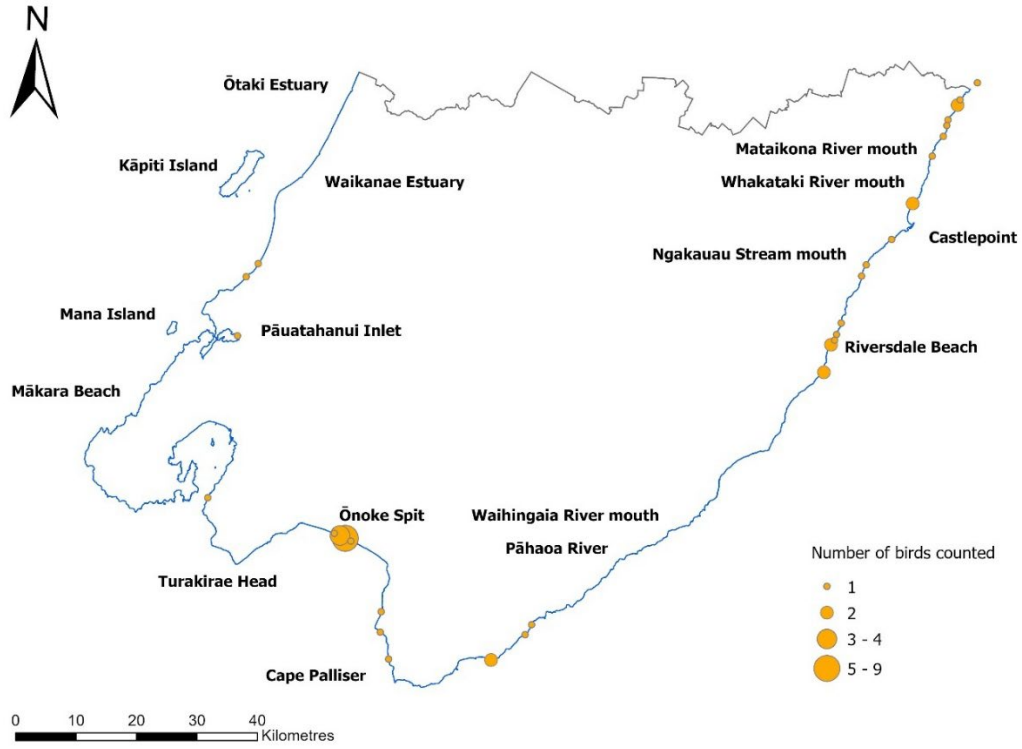 N
Ōtaki Estuary
Kāpiti Island
Mataikona River mouth
Waikanae Estuary
Whakataki River mouth
Castlepoint
Ngakauau Stream mouth
Mana Island
Pāuatahanui Inlet
Riversdale Beach
Mākara Beach
Ōnoke Spit
Waihingaia River mouth
Pāhaoa River
Turakirae Head
Cape Palliser
Number of birds counted
1
2
3 - 4
5 - 9
0 10 20 30 40
Kilometres